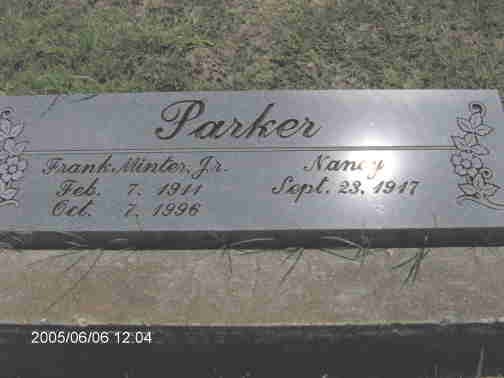 Parker
Frank Minter, Jr. Nancy
Feb. 7, 1911 Sept. 23, 1917
Oct. 7, 1996
2005/06/06 12:04